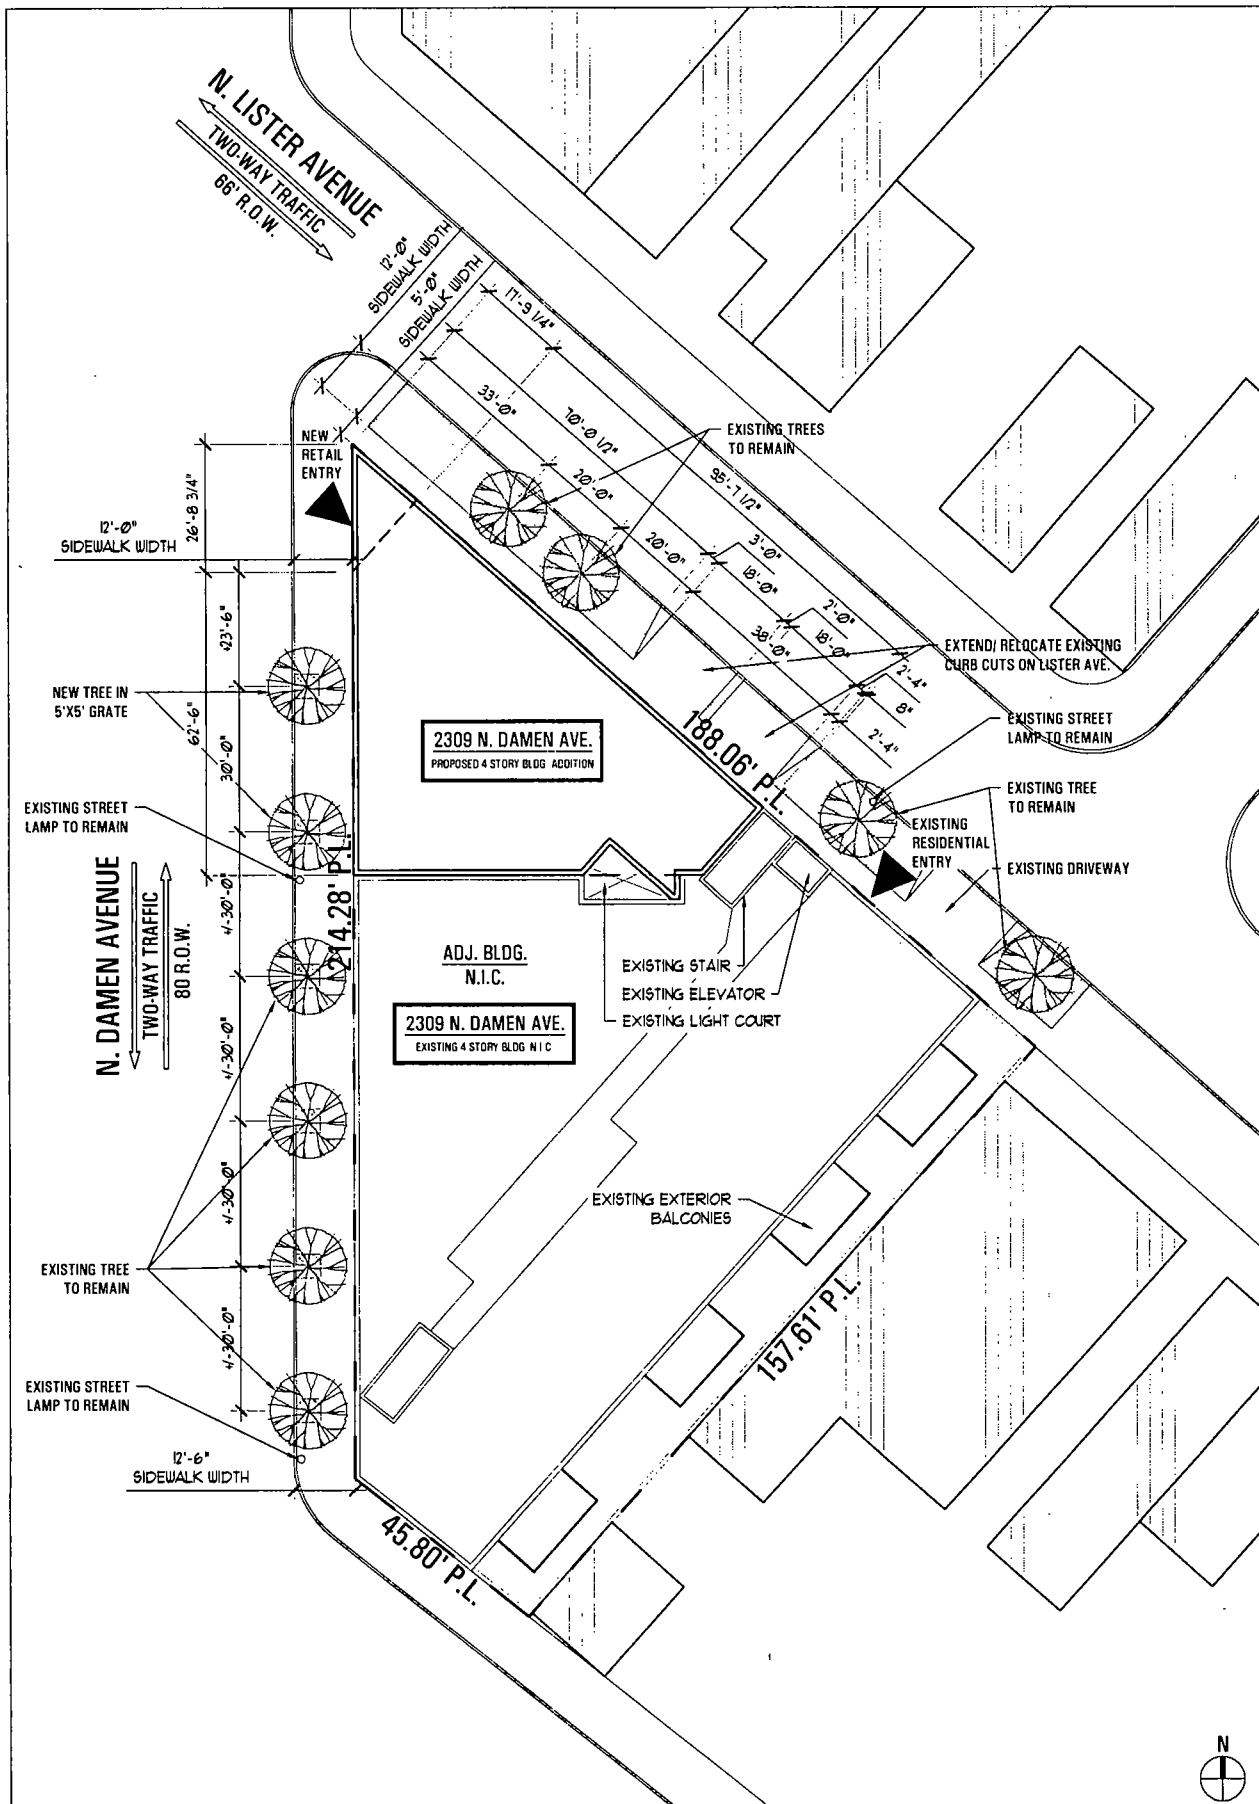 N. LISTER AVENUE
TWO-WAY TRAFFIC
66' R.O.W.
12'-0"
SIDEWALK WIDTH
5'-0"
SIDEWALK WIDTH
17'-9 1/4"
33'-0"
70'-0 1/2"
95'-7 1/2"
20'-0"
20'-0"
3'-0"
18'-0"
2'-0"
18'-0"
38'-0"
2'-4"
8"
2'-4"
NEW
RETAIL
ENTRY
EXISTING TREES
TO REMAIN
26'-8 3/4"
12'-0"
SIDEWALK WIDTH
±23'-6"
62'-6"
30'-0"
NEW TREE IN
5'X5' GRATE
EXTEND/ RELOCATE EXISTING
CURB CUTS ON LISTER AVE.
EXISTING STREET
LAMP TO REMAIN
2309 N. DAMEN AVE.
PROPOSED 4 STORY BLDG ADDITION
188.06' P.L.
EXISTING TREE
TO REMAIN
EXISTING STREET
LAMP TO REMAIN
EXISTING
RESIDENTIAL
ENTRY
EXISTING DRIVEWAY
214.28' P.L.
N. DAMEN AVENUE
TWO-WAY TRAFFIC
80 R.O.W.
+/-30'-0"
ADJ. BLDG.
N.I.C.
2309 N. DAMEN AVE.
EXISTING 4 STORY BLDG N I C
EXISTING STAIR
EXISTING ELEVATOR
EXISTING LIGHT COURT
+/-30'-0"
EXISTING EXTERIOR
BALCONIES
+/-30'-0"
EXISTING TREE
TO REMAIN
+/-30'-0"
157.61' P.L.
EXISTING STREET
LAMP TO REMAIN
12'-6"
SIDEWALK WIDTH
45.80' P.L.
N